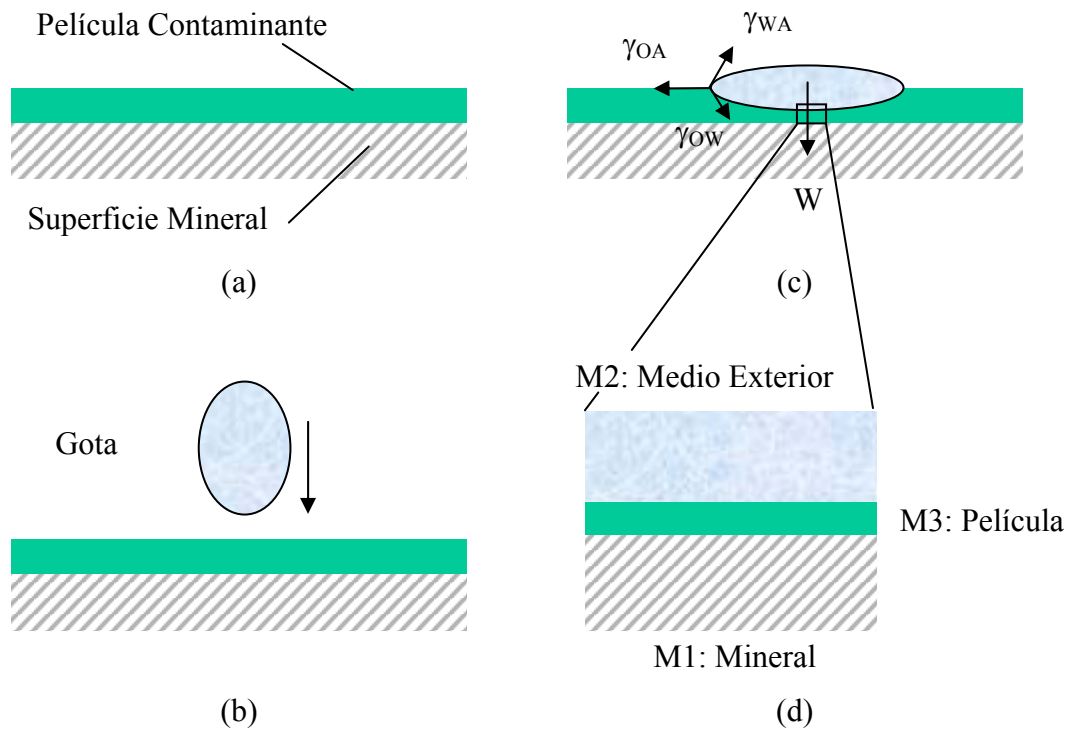 Película Contaminante
Superficie Mineral
(a)
Gota
(b)
γOA
γWA
γOW
W
(c)
M2: Medio Exterior
M3: Película
M1: Mineral
(d)